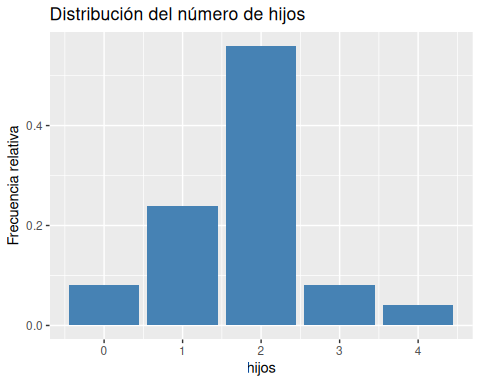 Distribución del número de hijos
Frecuencia relativa
0.4
0.2
0.0
0 1 2 3 4
hijos